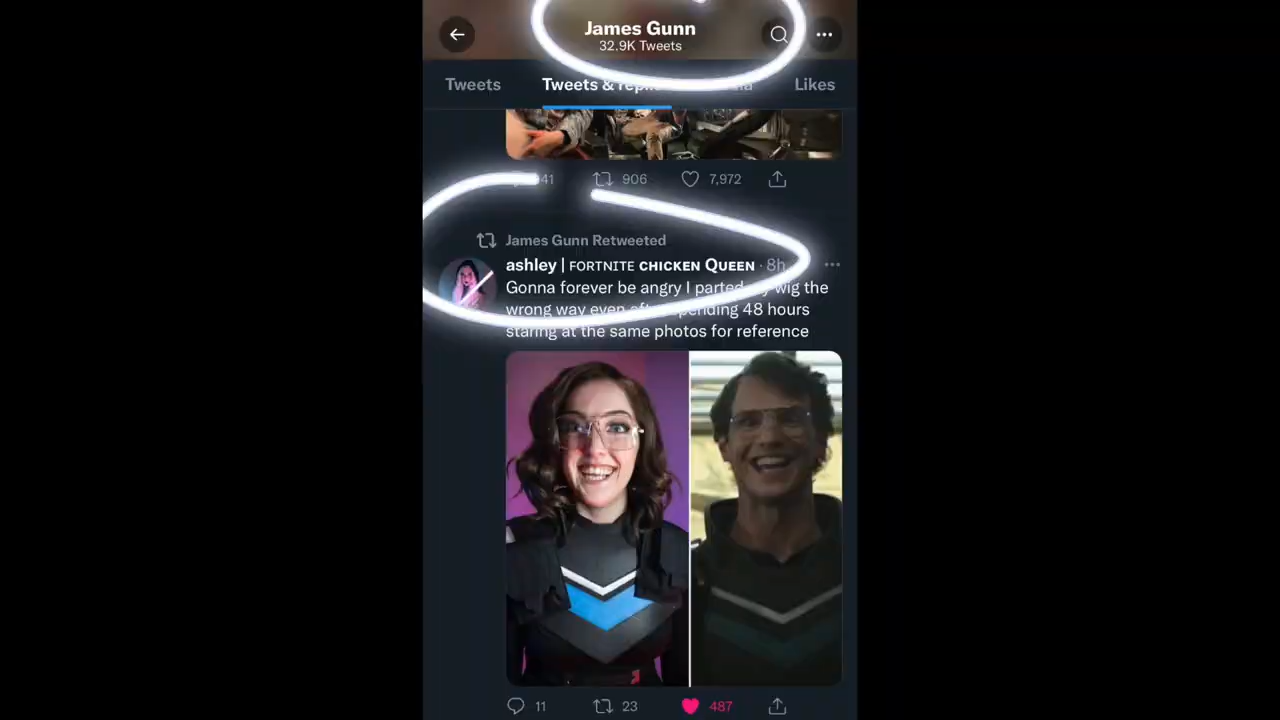 James Gunn
32.9K Tweets
Tweets
Tweets &
Likes
41
906
7,972
James Gunn Retweeted
ashley | FORTNITE CHICKEN QUEEN · 8h
Gonna forever be angry I parted my wig the
wrong way even after spending 48 hours
staring at the same photos for reference
11
23
487